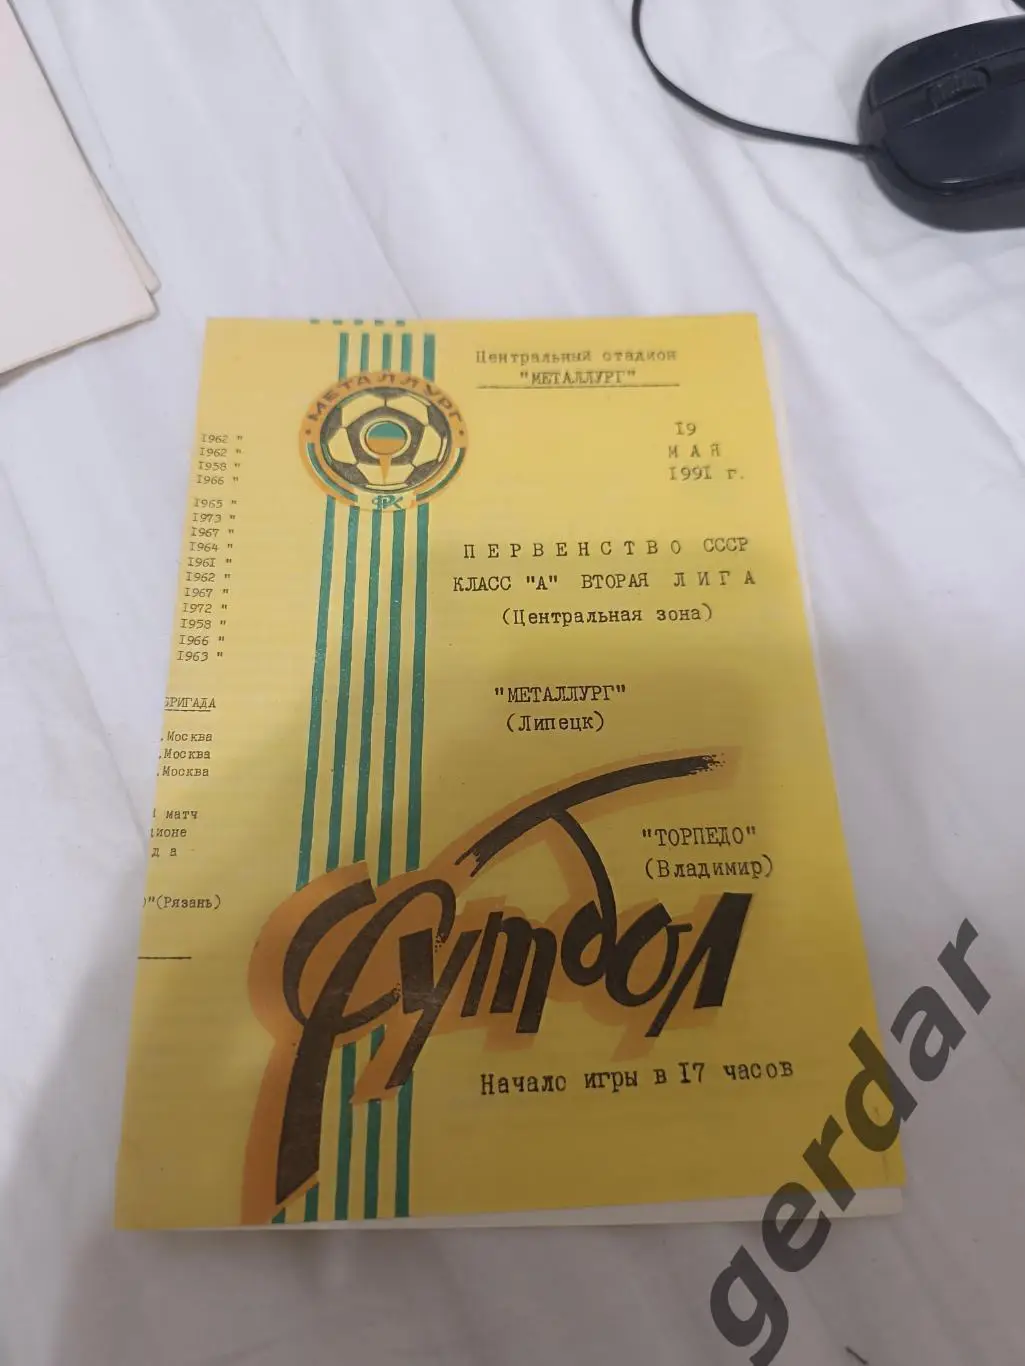 Центральный стадион
"МЕТАЛЛУРГ"
МЕТАЛЛУРГ
ФК
19
МАЯ
1991 г.
ПЕРВЕНСТВО СССР
КЛАСС "А" ВТОРАЯ ЛИГА
(Центральная зона)
"МЕТАЛЛУРГ"
(Липецк)
"ТОРПЕДО"
(Владимир)
Футбол
Начало игры в 17 часов
1962 "
1962 "
1958 "
1966 "
1965 "
1973 "
1967 "
1964 "
1961 "
1962 "
1967 "
1972 "
1958 "
1966 "
1963 "
БРИГАДА
.Москва
.Москва
.Москва
матч
ионе
да
"(Рязань)
gerdar